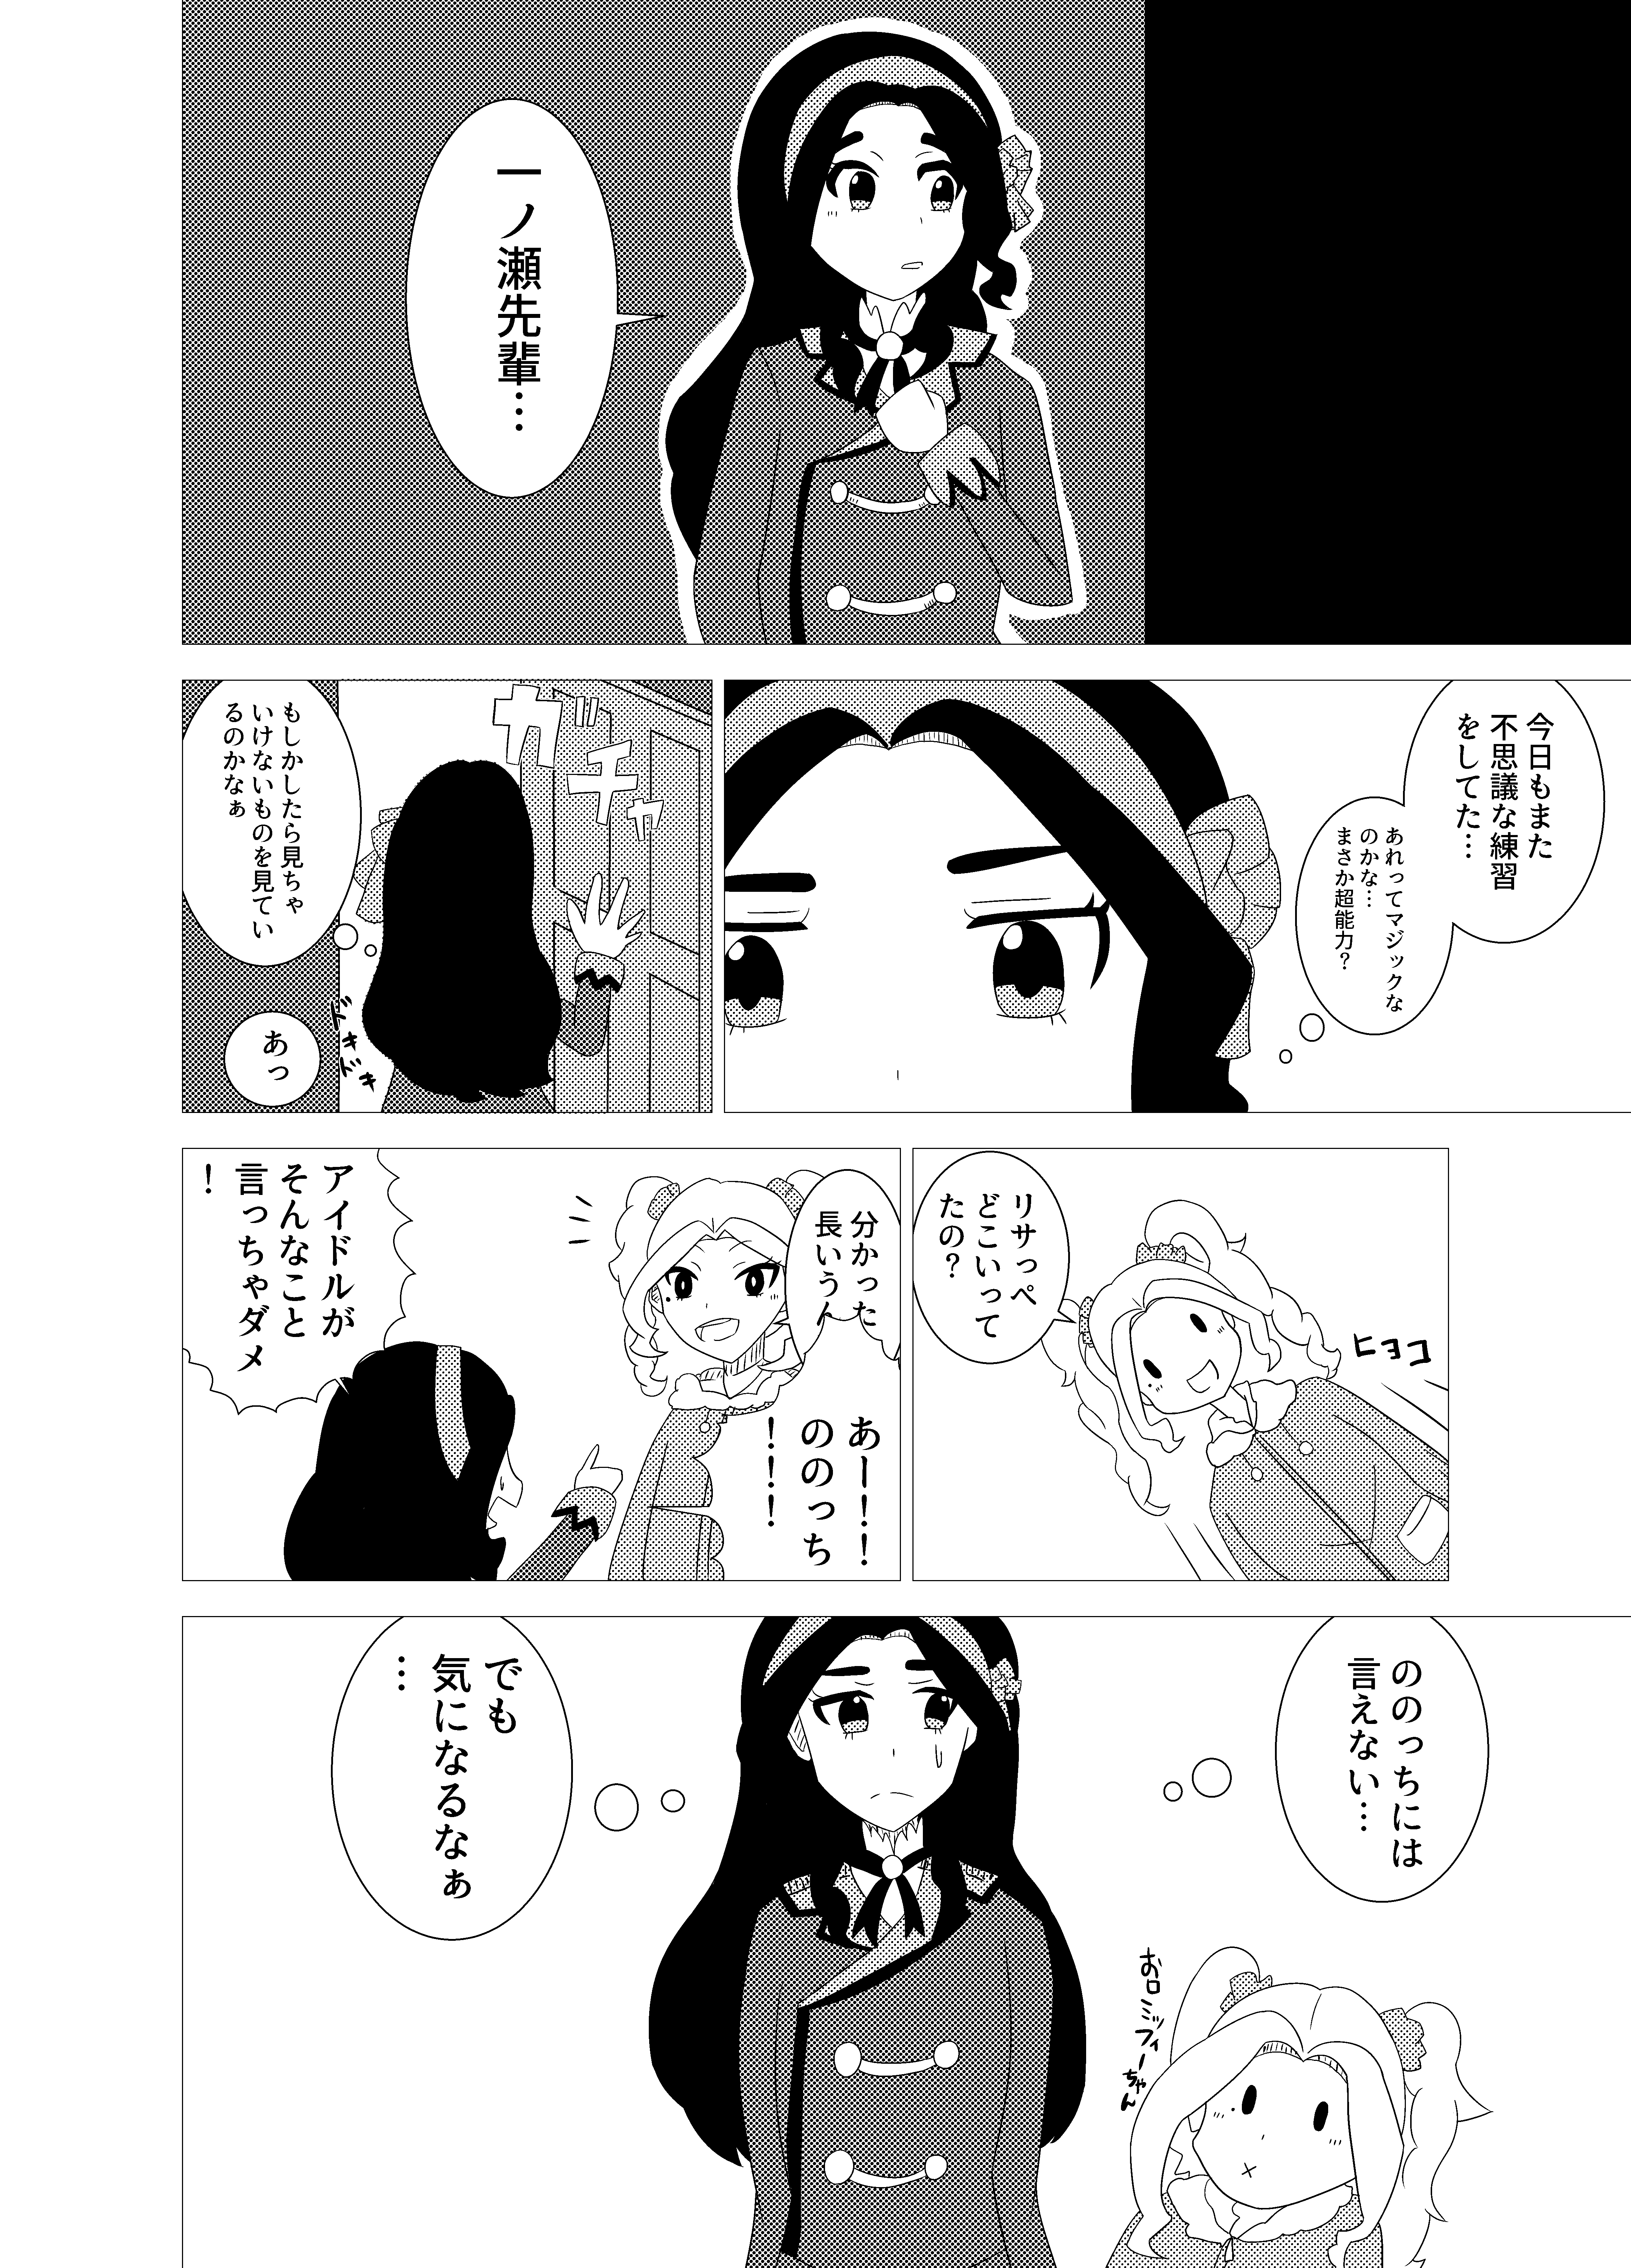 一ノ瀬先輩…
今日もまた
不思議な練習
をしてた…
あれってマジックな
のかな…
まさか超能力?
ガチャ
もしかしたら見ちゃ
いけないものを見てい
るのかなぁ
ドキドキ
あっ
リサっぺ
どこいって
たの?
ヒョコ
分かった
長いうん
あー!!!
ののっち
!!!
アイドルが
そんなこと
言っちゃダメ
!
ののっちには
言えない…
お口ミッフィーちゃん
でも
気になるなぁ
…